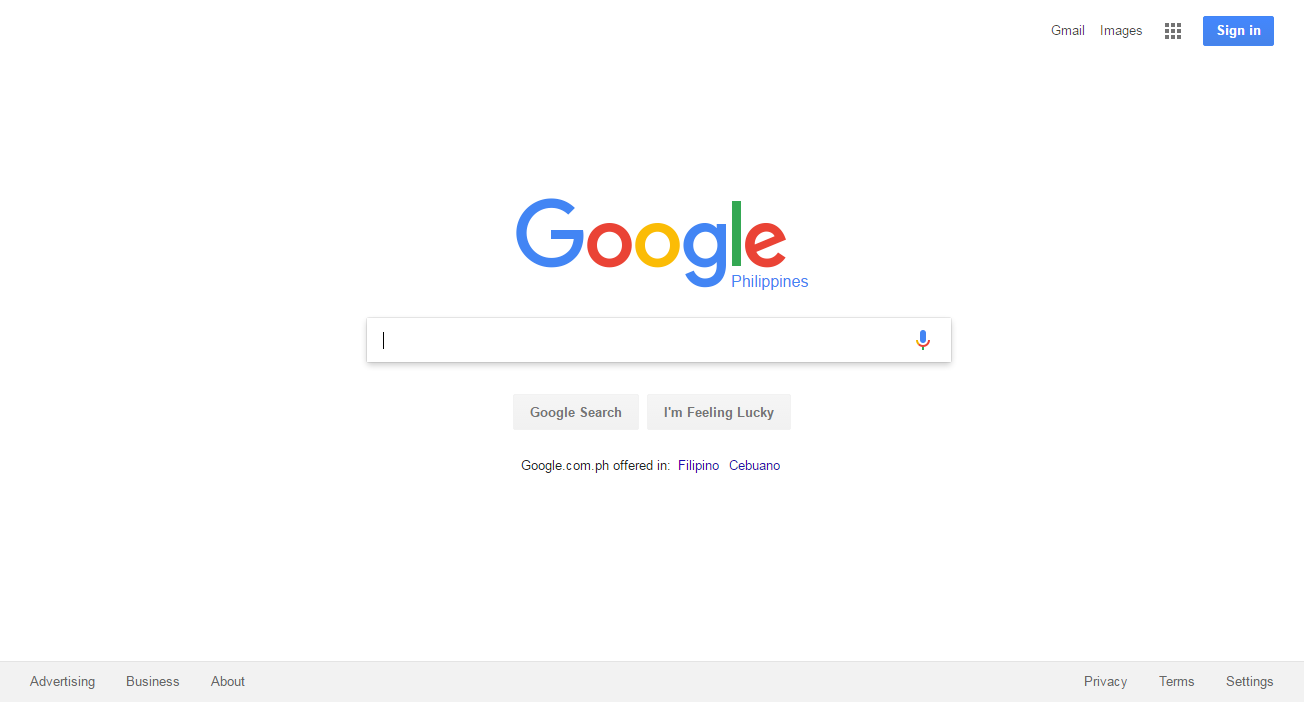 Gmail Images Sign in
Google
Philippines
Google Search I'm Feeling Lucky
Google.com.ph offered in: Filipino Cebuano
Advertising Business About Privacy Terms Settings